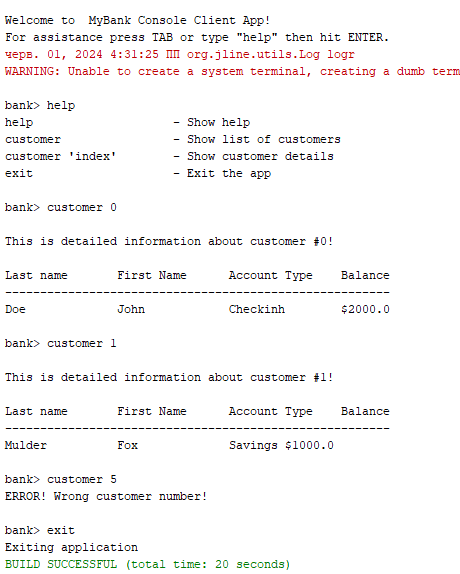 Welcome to  MyBank Console Client App!
For assistance press TAB or type "help" then hit ENTER.
черв. 01, 2024 4:31:25 ПП org.jline.utils.Log logr
WARNING: Unable to create a system terminal, creating a dumb term
bank> help
help                    - Show help
customer                - Show list of customers
customer 'index'        - Show customer details
exit                    - Exit the app
bank> customer 0
This is detailed information about customer #0!
Last name       First Name      Account Type    Balance
-------------------------------------------------------
Doe             John            Checkinh        $2000.0
bank> customer 1
This is detailed information about customer #1!
Last name       First Name      Account Type    Balance
-------------------------------------------------------
Mulder          Fox             Savings $1000.0
bank> customer 5
ERROR! Wrong customer number!
bank> exit
Exiting application
BUILD SUCCESSFUL (total time: 20 seconds)